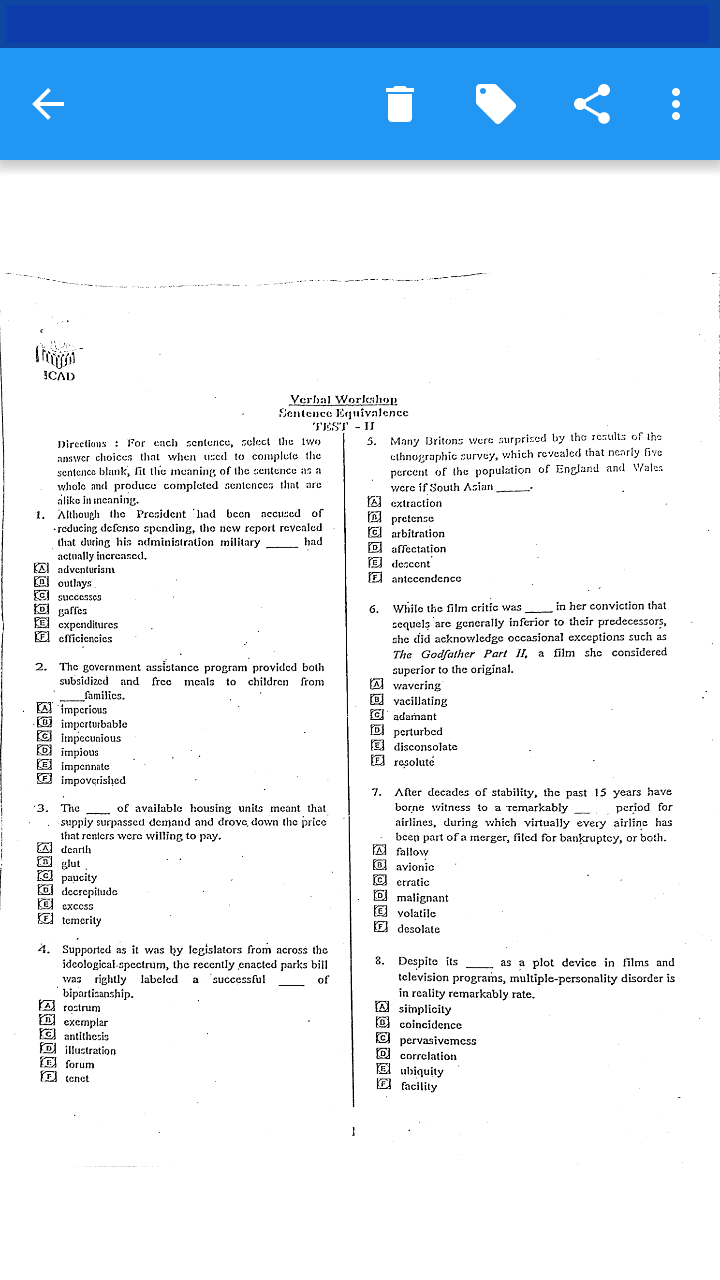 ICAD
Verbal Workshop
Sentence Equivalence
TEST - II
Directions : For each sentence, select the two
answer choices that when used to complete the
sentence blank, fit the meaning of the sentence as a
whole and produce completed sentences that are
alike in meaning.
1. Although the President had been accused of
reducing defense spending, the new report revealed
that during his administration military _____ had
actually increased.
A adventurism
B outlays
C successes
D gaffes
E expenditures
F efficiencies
2. The government assistance program provided both
subsidized and free meals to children from
_____families.
A imperious
B imperturbable
C impecunious
D impious
E impennate
F impoverished
3. The ____ of available housing units meant that
supply surpassed demand and drove down the price
that renters were willing to pay.
A dearth
B glut
C paucity
D decrepitude
E excess
F temerity
4. Supported as it was by legislators from across the
ideological spectrum, the recently enacted parks bill
was rightly labeled a successful ____ of
bipartisanship.
A rostrum
B exemplar
C antithesis
D illustration
E forum
F tenet
5. Many Britons were surprised by the results of the
ethnographic survey, which revealed that nearly five
percent of the population of England and Wales
were if South Asian ______.
A extraction
B pretense
C arbitration
D affectation
E descent
F antecendence
6. While the film critic was ____ in her conviction that
sequels are generally inferior to their predecessors,
she did acknowledge occasional exceptions such as
The Godfather Part II, a film she considered
superior to the original.
A wavering
B vacillating
C adamant
D perturbed
E disconsolate
F resolute
7. After decades of stability, the past 15 years have
borne witness to a remarkably ____ period for
airlines, during which virtually every airline has
been part of a merger, filed for bankruptcy, or both.
A fallow
B avionic
C erratic
D malignant
E volatile
F desolate
8. Despite its ____ as a plot device in films and
television programs, multiple-personality disorder is
in reality remarkably rate.
A simplicity
B coincidence
C pervasivemess
D correlation
E ubiquity
F facility
1